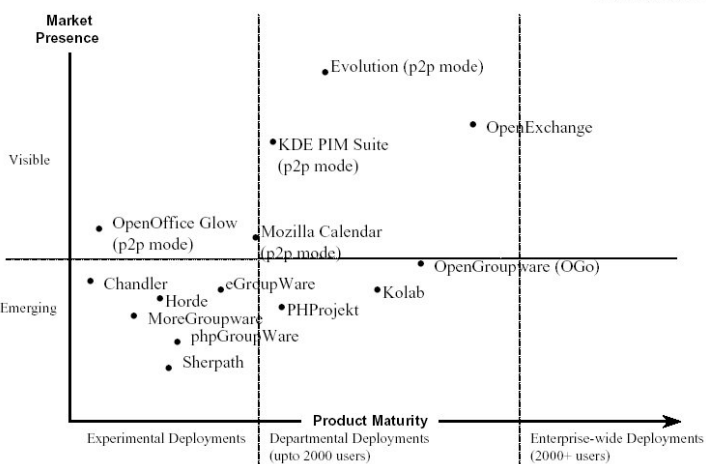 Market
Presence
Evolution (p2p mode)
OpenExchange
KDE PIM Suite
(p2p mode)
Visible
OpenOffice Glow
(p2p mode)
Mozilla Calendar
(p2p mode)
OpenGroupware (OGo)
Chandler
eGroupWare
Kolab
Horde
Emerging
PHProjekt
MoreGroupware
phpGroupWare
Sherpath
Product Maturity
Experimental Deployments
Departmental Deployments
(upto 2000 users)
Enterprise-wide Deployments
(2000+ users)